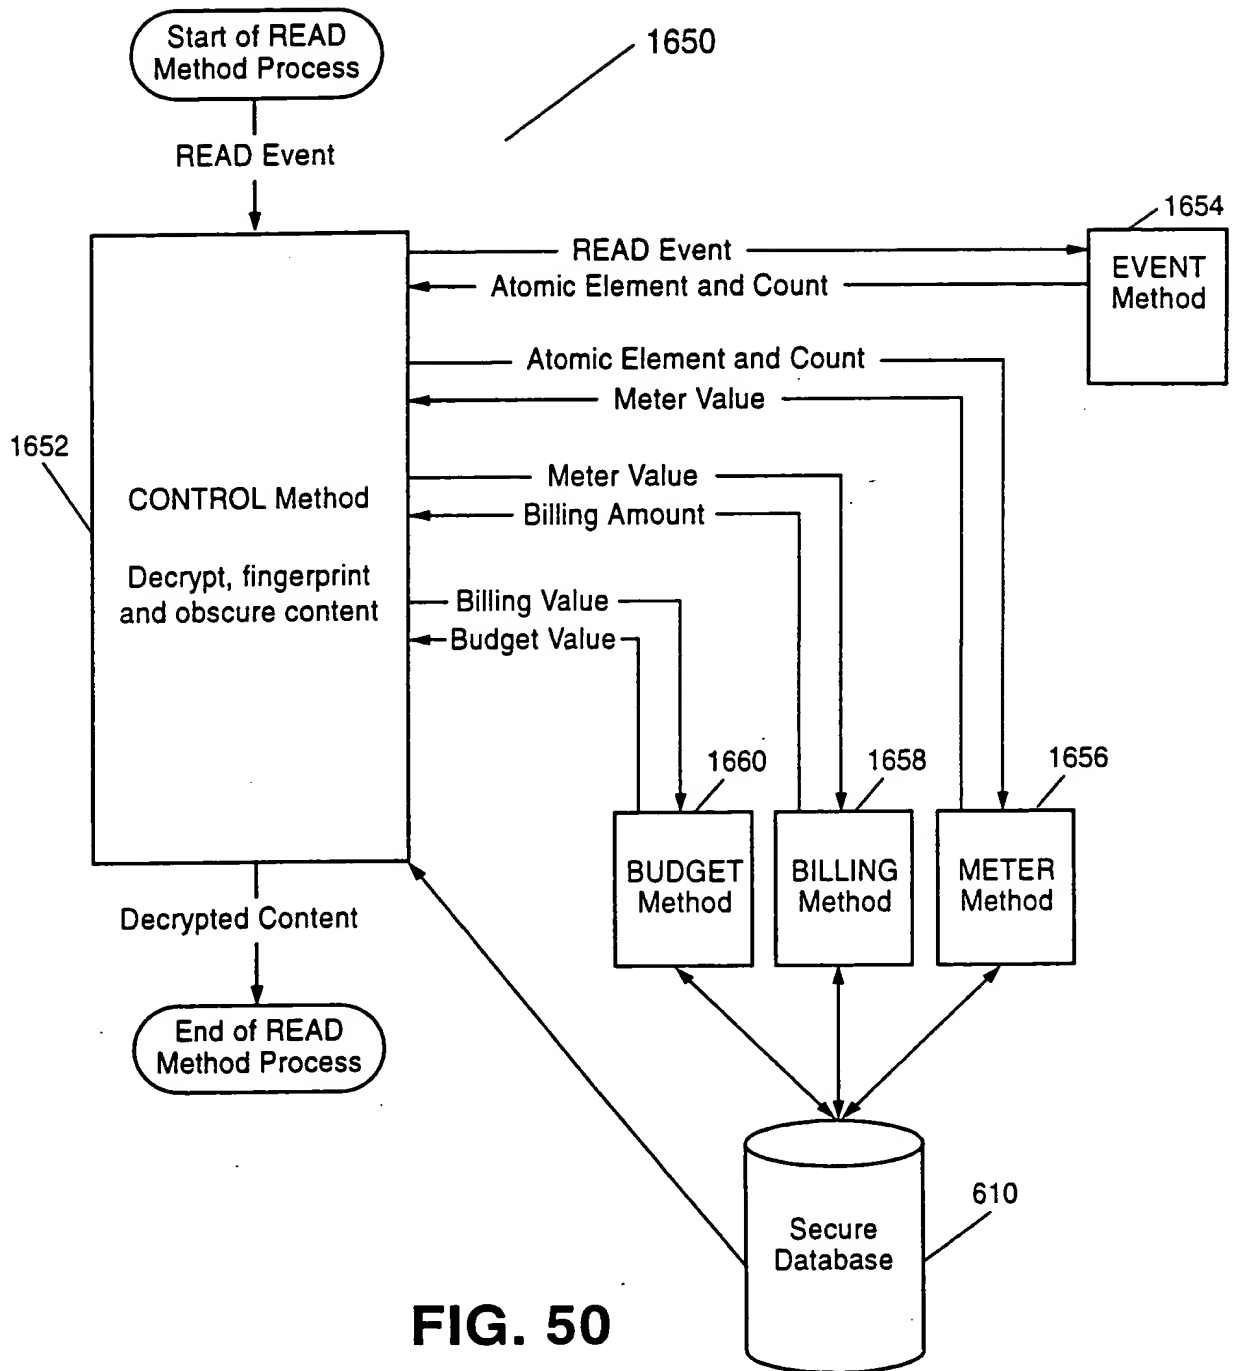 Start of READ
Method Process
1650
READ Event
1654
READ Event
EVENT
Method
Atomic Element and Count
Atomic Element and Count
Meter Value
1652
CONTROL Method
Decrypt, fingerprint
and obscure content
Meter Value
Billing Amount
Billing Value
Budget Value
1660
1658
1656
BUDGET
Method
BILLING
Method
METER
Method
Decrypted Content
End of READ
Method Process
610
Secure
Database
FIG. 50